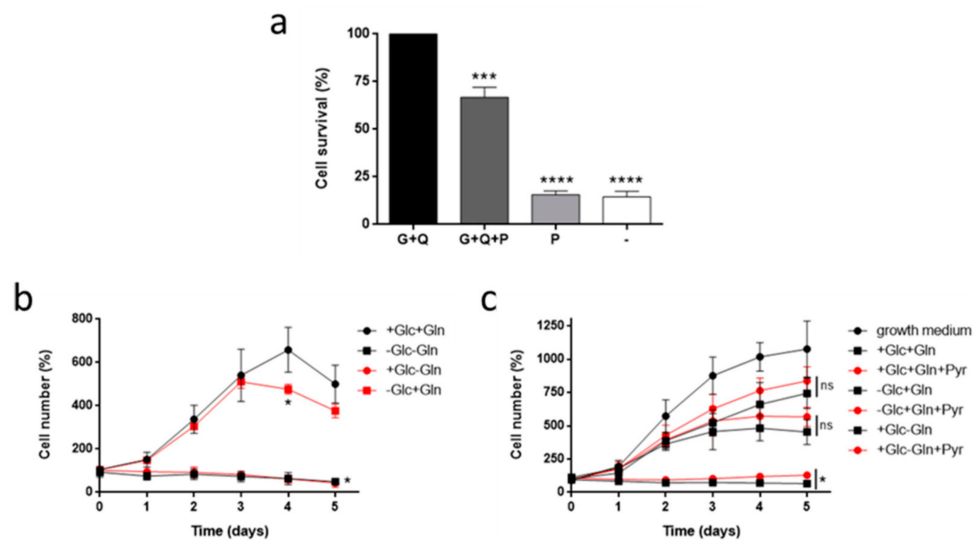 a
Cell survival (%)
100
75
50
25
0
***
****
****
G+Q
G+Q+P
P
-
b
Cell number (%)
800
600
400
200
0
*
*
0 1 2 3 4 5
Time (days)
+Glc+Gln
-Glc-Gln
+Glc-Gln
-Glc+Gln
c
Cell number (%)
1250
1000
750
500
250
0
ns
ns
*
0 1 2 3 4 5
Time (days)
growth medium
+Glc+Gln
+Glc+Gln+Pyr
-Glc+Gln
-Glc+Gln+Pyr
+Glc-Gln
+Glc-Gln+Pyr